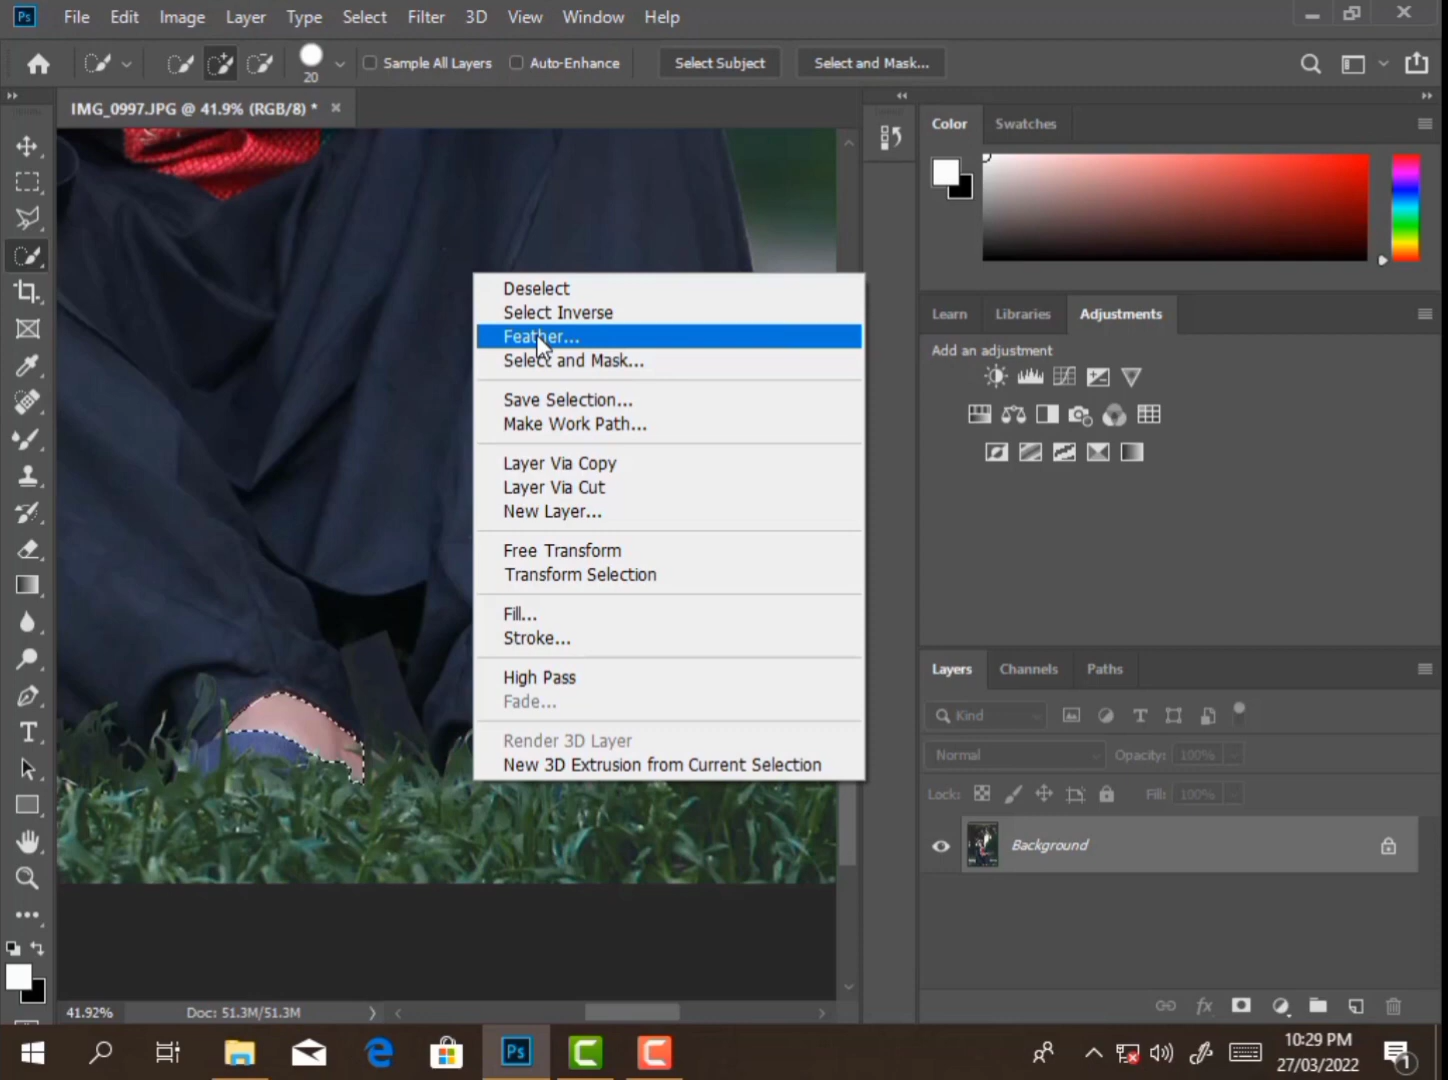 Ps File Edit Image Layer Type Select Filter 3D View Window Help
20 Sample All Layers Auto-Enhance Select Subject Select and Mask...
IMG_0997.JPG @ 41.9% (RGB/8) *
Color Swatches
Deselect
Select Inverse
Feather...
Select and Mask...
Save Selection...
Make Work Path...
Layer Via Copy
Layer Via Cut
New Layer...
Free Transform
Transform Selection
Fill...
Stroke...
High Pass
Fade...
Render 3D Layer
New 3D Extrusion from Current Selection
Learn Libraries Adjustments
Add an adjustment
Layers Channels Paths
Kind
Normal Opacity: 100%
Lock: Fill: 100%
Background
T
41.92% Doc: 51.3M/51.3M
fx
Ps
10:29 PM
27/03/2022
1